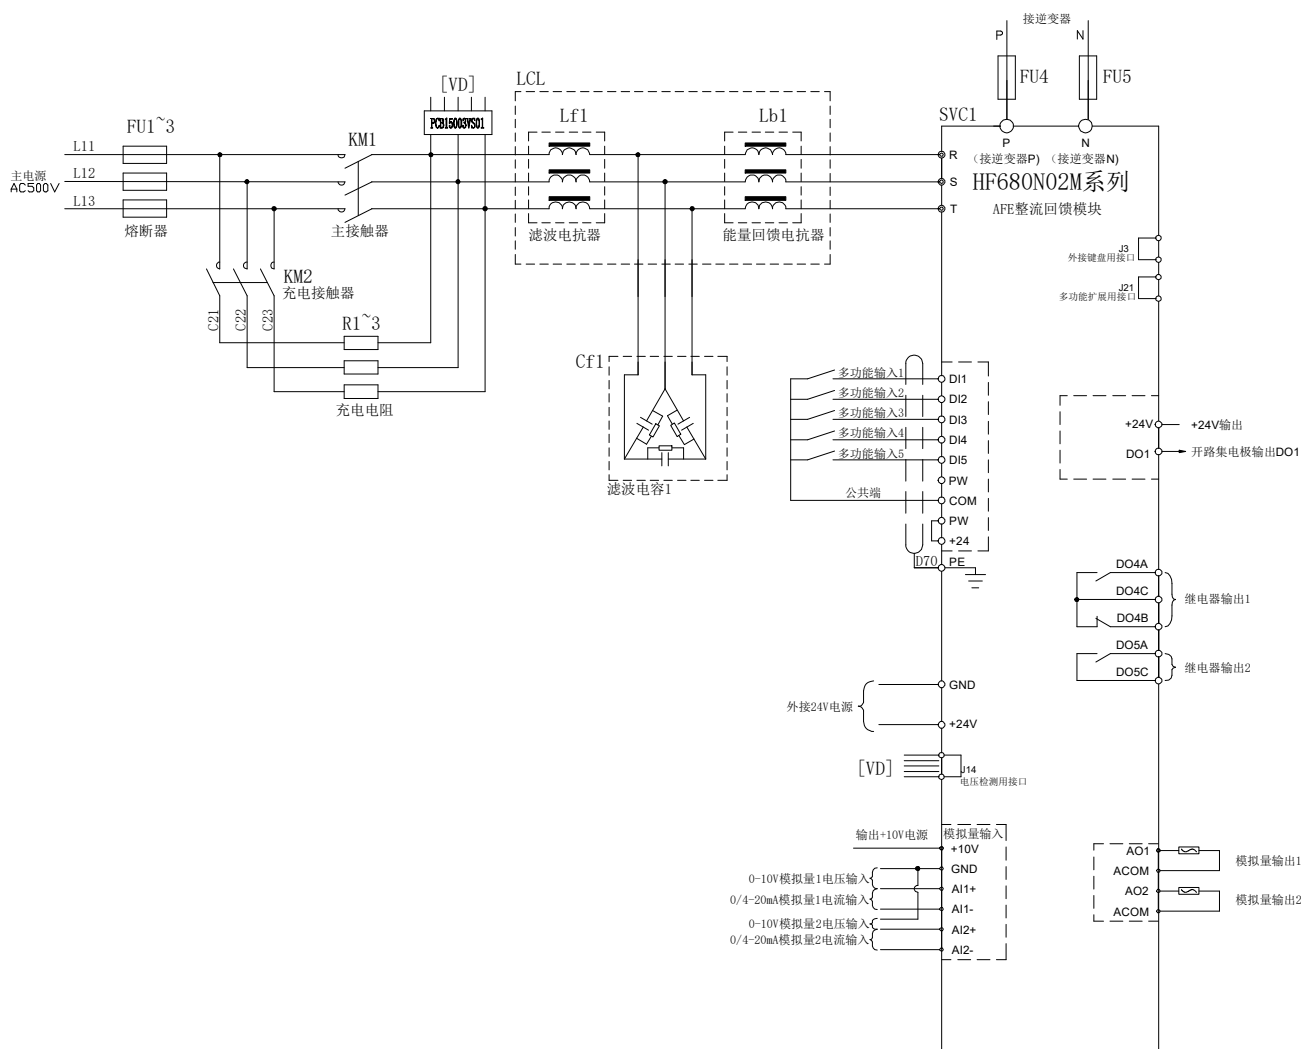 接逆变器
P
N
FU4
FU5
[VD]
LCL
PCB15003VS01
FU1~3
KM1
Lf1
Lb1
SVC1
P
N
L11
L12
L13
主电源
AC500V
R
S
T
(接逆变器P)
(接逆变器N)
HF680N02M系列
AFE整流回馈模块
熔断器
主接触器
滤波电抗器
能量回馈电抗器
J3
外接键盘用接口
J21
多功能扩展用接口
KM2
充电接触器
C21
C22
C23
R1~3
充电电阻
Cf1
滤波电容1
多功能输入1
DI1
多功能输入2
DI2
多功能输入3
DI3
多功能输入4
DI4
多功能输入5
DI5
PW
公共端
COM
PW
+24
D70
PE
+24V
+24V输出
DO1
开路集电极输出DO1
DO4A
DO4C
DO4B
继电器输出1
DO5A
DO5C
继电器输出2
GND
外接24V电源
+24V
[VD]
J14
电压检测用接口
模拟量输入
输出+10V电源
+10V
GND
0-10V模拟量1电压输入
AI1+
0/4-20mA模拟量1电流输入
AI1-
0-10V模拟量2电压输入
AI2+
0/4-20mA模拟量2电流输入
AI2-
AO1
ACOM
模拟量输出1
AO2
ACOM
模拟量输出2